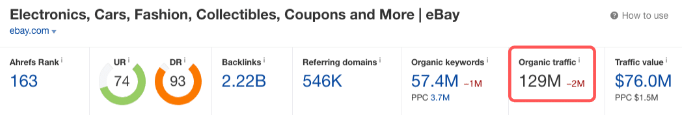 Electronics, Cars, Fashion, Collectibles, Coupons and More | eBay
How to use
ebay.com
Ahrefs Rank i
UR i
DR i
Backlinks i
Referring domains i
Organic keywords i
Organic traffic i
Traffic value i
163
74
93
2.22B
546K
57.4M -1M
129M -2M
$76.0M
PPC 3.7M
PPC $1.5M